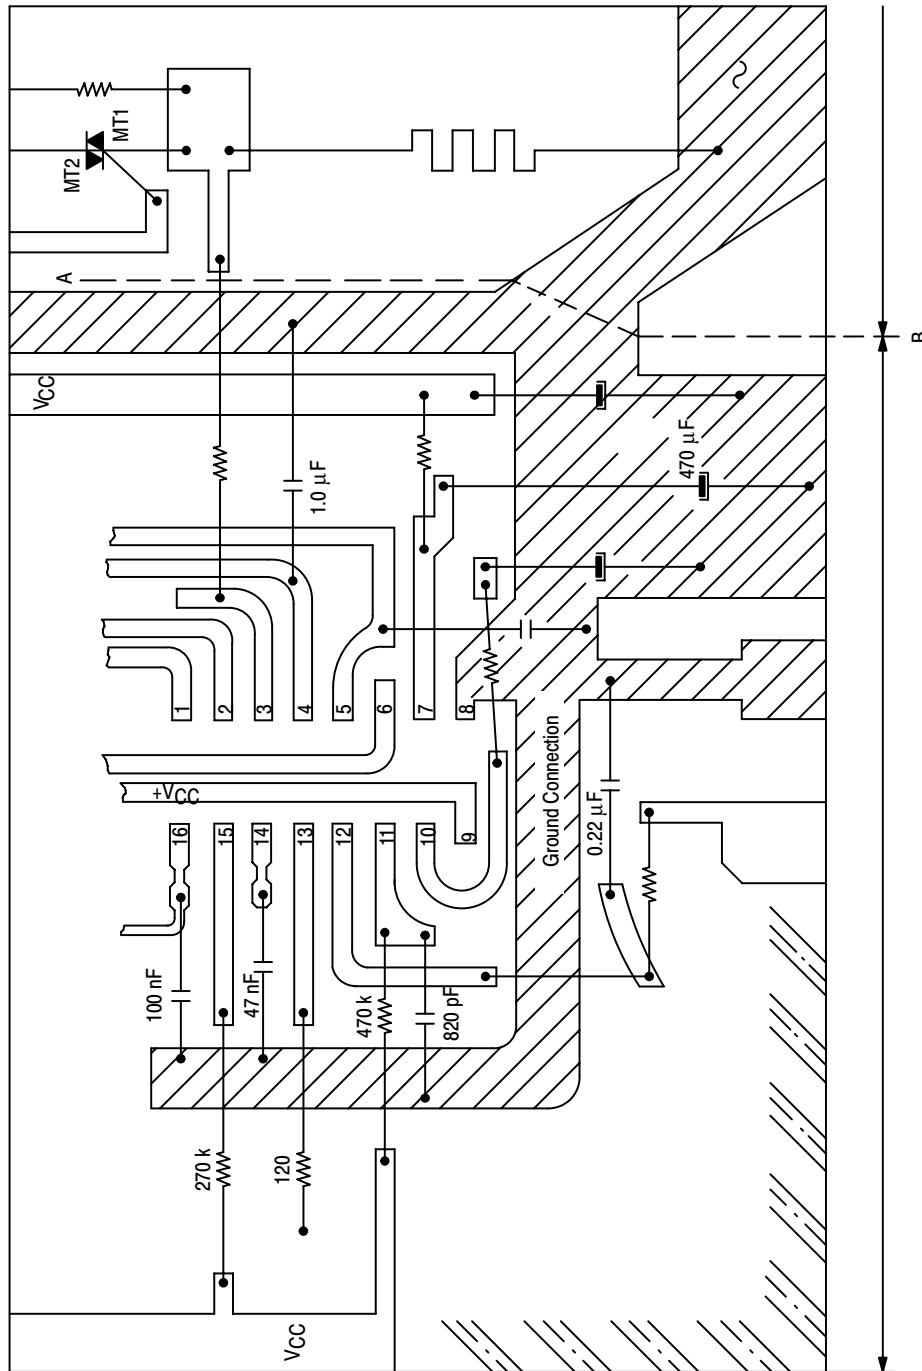 MT1
MT2
~
A
B
VCC
1.0 μF
470 μF
1
2
3
4
5
6
7
8
+VCC
16
15
14
13
12
11
10
9
Ground Connection
0.22 μF
100 nF
47 nF
470 k
820 pF
270 k
120
VCC